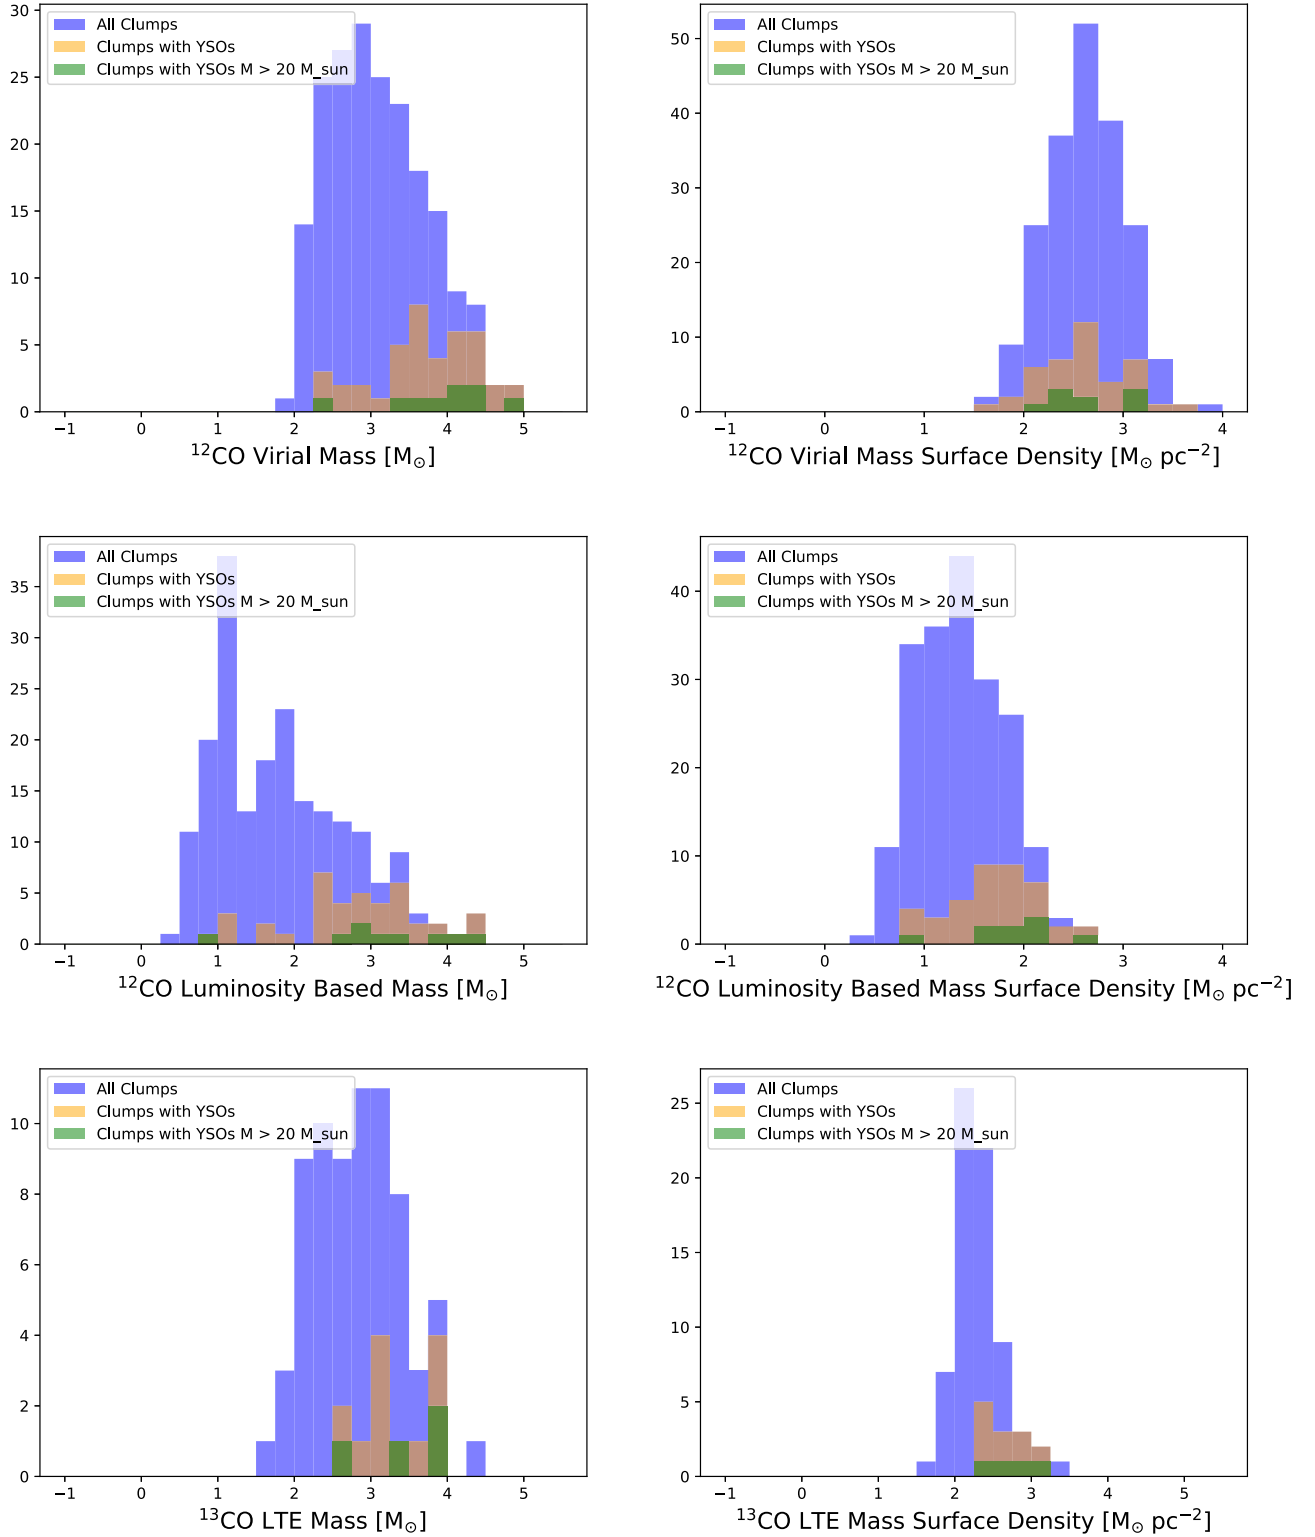 30
25
20
15
10
5
0
All Clumps
Clumps with YSOs
Clumps with YSOs M > 20 M_sun
−1 0 1 2 3 4 5
¹²CO Virial Mass [M⊙]
50
40
30
20
10
0
All Clumps
Clumps with YSOs
Clumps with YSOs M > 20 M_sun
−1 0 1 2 3 4
¹²CO Virial Mass Surface Density [M⊙ pc⁻²]
35
30
25
20
15
10
5
0
All Clumps
Clumps with YSOs
Clumps with YSOs M > 20 M_sun
−1 0 1 2 3 4 5
¹²CO Luminosity Based Mass [M⊙]
40
30
20
10
0
All Clumps
Clumps with YSOs
Clumps with YSOs M > 20 M_sun
−1 0 1 2 3 4
¹²CO Luminosity Based Mass Surface Density [M⊙ pc⁻²]
10
8
6
4
2
0
All Clumps
Clumps with YSOs
Clumps with YSOs M > 20 M_sun
−1 0 1 2 3 4 5
¹³CO LTE Mass [M⊙]
25
20
15
10
5
0
All Clumps
Clumps with YSOs
Clumps with YSOs M > 20 M_sun
−1 0 1 2 3 4 5
¹³CO LTE Mass Surface Density [M⊙ pc⁻²]